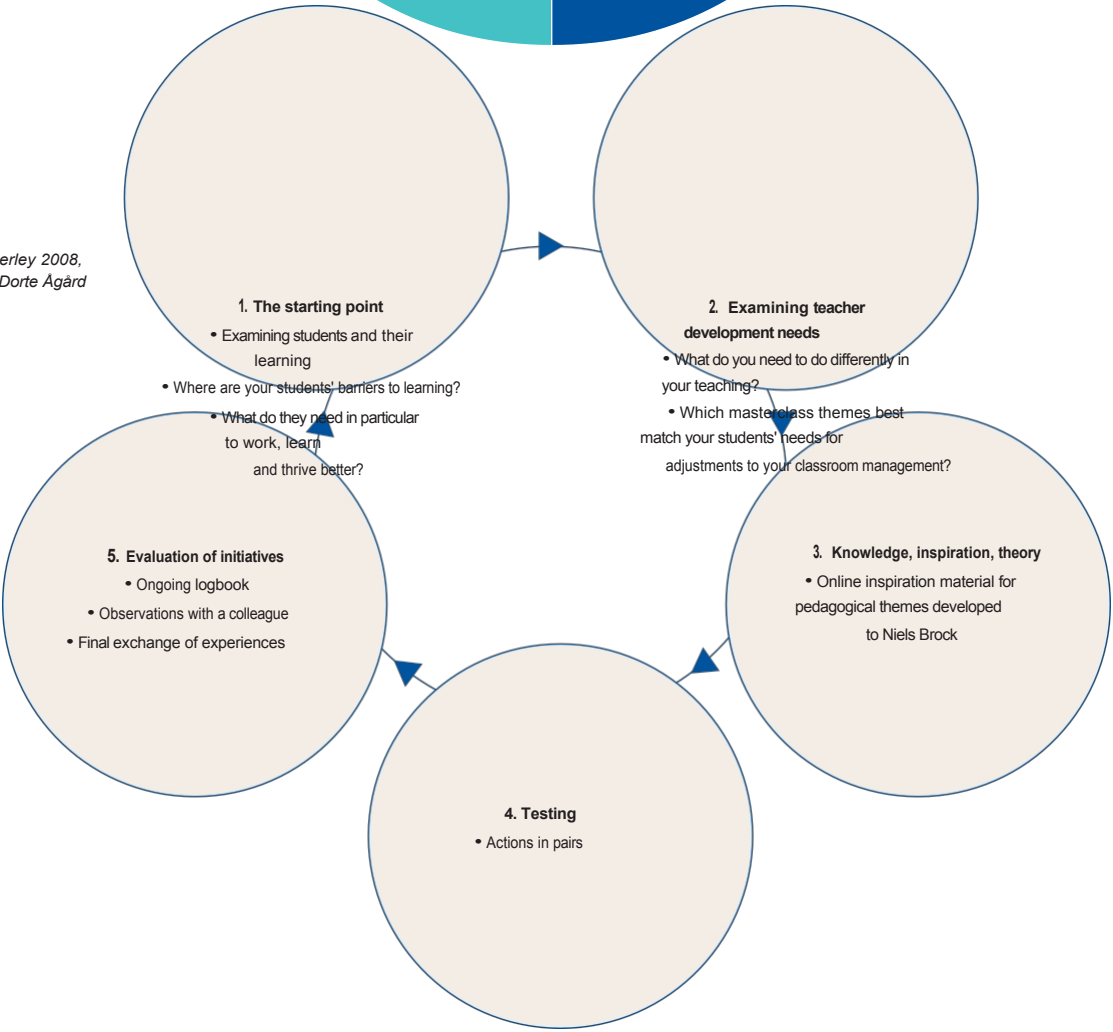 erley 2008,
Dorte Ågård
1. The starting point
• Examining students and their
learning
• Where are your students' barriers to learning?
• What do they need in particular
to work, learn
and thrive better?
2. Examining teacher
development needs
• What do you need to do differently in
your teaching?
• Which masterclass themes best
match your students' needs for
adjustments to your classroom management?
3. Knowledge, inspiration, theory
• Online inspiration material for
pedagogical themes developed
to Niels Brock
4. Testing
• Actions in pairs
5. Evaluation of initiatives
• Ongoing logbook
• Observations with a colleague
• Final exchange of experiences